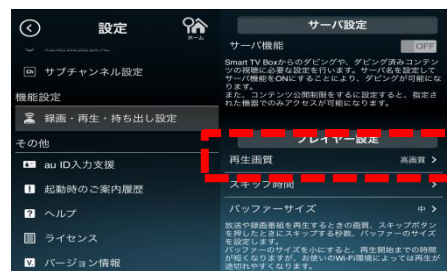 設定
ホーム
サブチャンネル設定
機能設定
録画・再生・持ち出し設定
その他
au ID入力支援
起動時のご案内履歴
ヘルプ
ライセンス
バージョン情報
サーバ設定
サーバ機能
OFF
Smart TV Boxからのダビングや、ダビング済みコンテン
ツの視聴に必要な設定を行います。サーバ名を設定して
サーバ機能をONにすることにより、ダビングが可能にな
ります。
また、コンテンツ公開制限をするに設定すると、指定さ
れた機器でのみアクセスが可能になります。
プレイヤー設定
再生画質
高画質
スキップ時間
バッファーサイズ
中
放送や録画番組を再生するときの画質、スキップボタン
を押したときにスキップする秒数、バッファーのサイズ
を設定します。
バッファーのサイズを小にすると、再生開始までの時間
が短くなりますが、お使いのWi-Fi環境によっては再生が
途切れやすくなります。